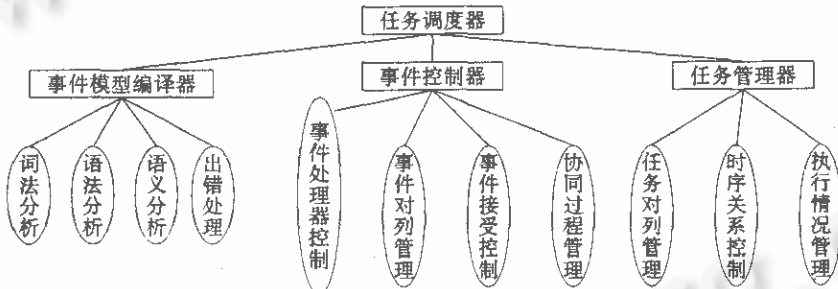 任务调度器
事件模型编译器
事件控制器
任务管理器
词法分析
语法分析
语义分析
出错处理
事件处理器控制
事件对列管理
事件接受控制
协同过程管理
任务对列管理
时序关系控制
执行情况管理